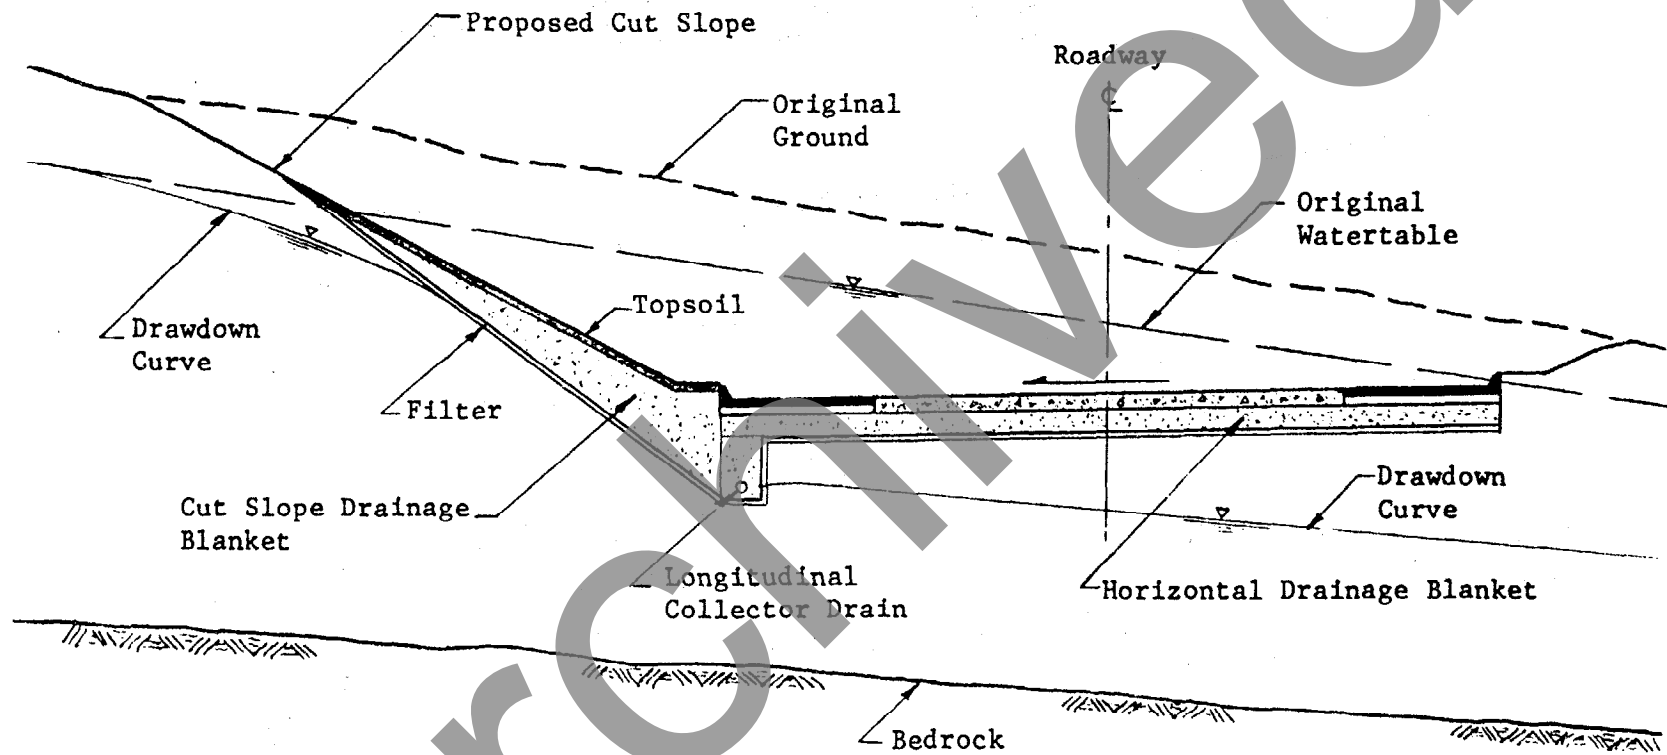 Proposed Cut Slope
Roadway
℄
Original
Ground
Original
Watertable
Topsoil
Drawdown
Curve
Filter
Cut Slope Drainage
Blanket
Drawdown
Curve
Longitudinal
Collector Drain
Horizontal Drainage Blanket
Bedrock
rchived